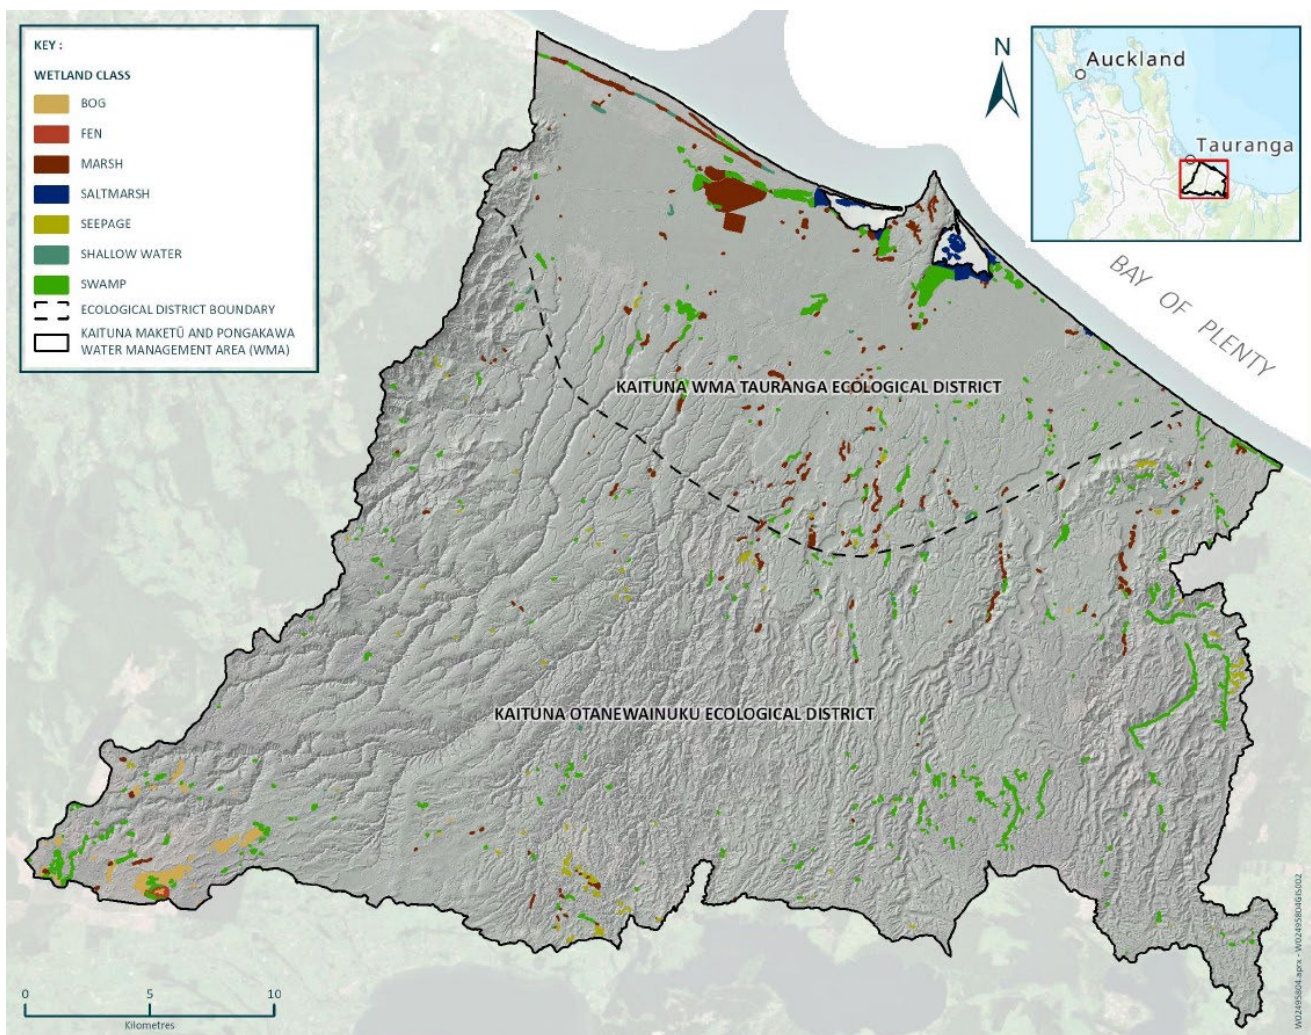 KEY :
WETLAND CLASS
BOG
FEN
MARSH
SALTMARSH
SEEPAGE
SHALLOW WATER
SWAMP
ECOLOGICAL DISTRICT BOUNDARY
KAITUNA MAKETŪ AND PONGAKAWA
WATER MANAGEMENT AREA (WMA)
N
Auckland
Tauranga
BAY OF PLENTY
KAITUNA WMA TAURANGA ECOLOGICAL DISTRICT
KAITUNA OTANEWAINUKU ECOLOGICAL DISTRICT
0 5 10
Kilometres